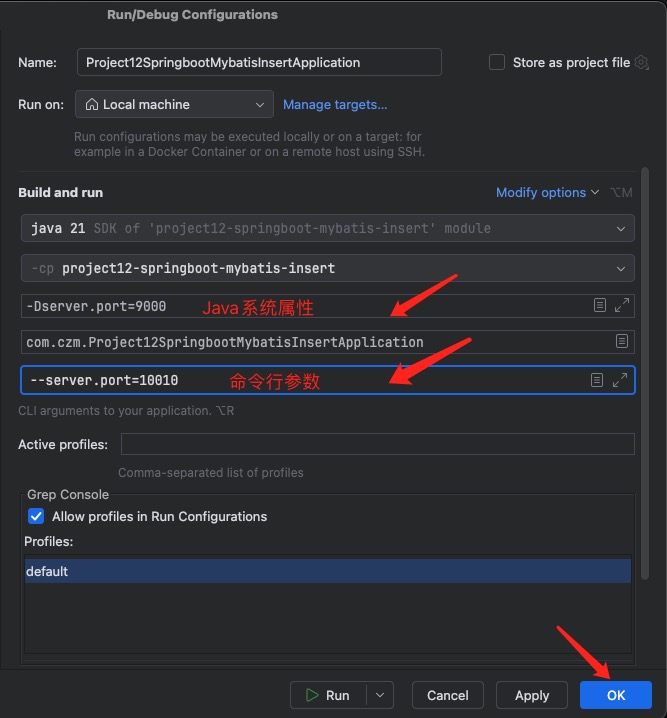 Run/Debug Configurations
Name: Project12SpringbootMybatisInsertApplication Store as project file
Run on: Local machine Manage targets...
Run configurations may be executed locally or on a target: for
example in a Docker Container or on a remote host using SSH.
Build and run Modify options ⌥M
java 21 SDK of 'project12-springboot-mybatis-insert' module
-cp project12-springboot-mybatis-insert
-Dserver.port=9000 Java系统属性
com.czm.Project12SpringbootMybatisInsertApplication
--server.port=10010 命令行参数
CLI arguments to your application. ⌥R
Active profiles:
Comma-separated list of profiles
Grep Console
Allow profiles in Run Configurations
Profiles:
default
Run Cancel Apply OK